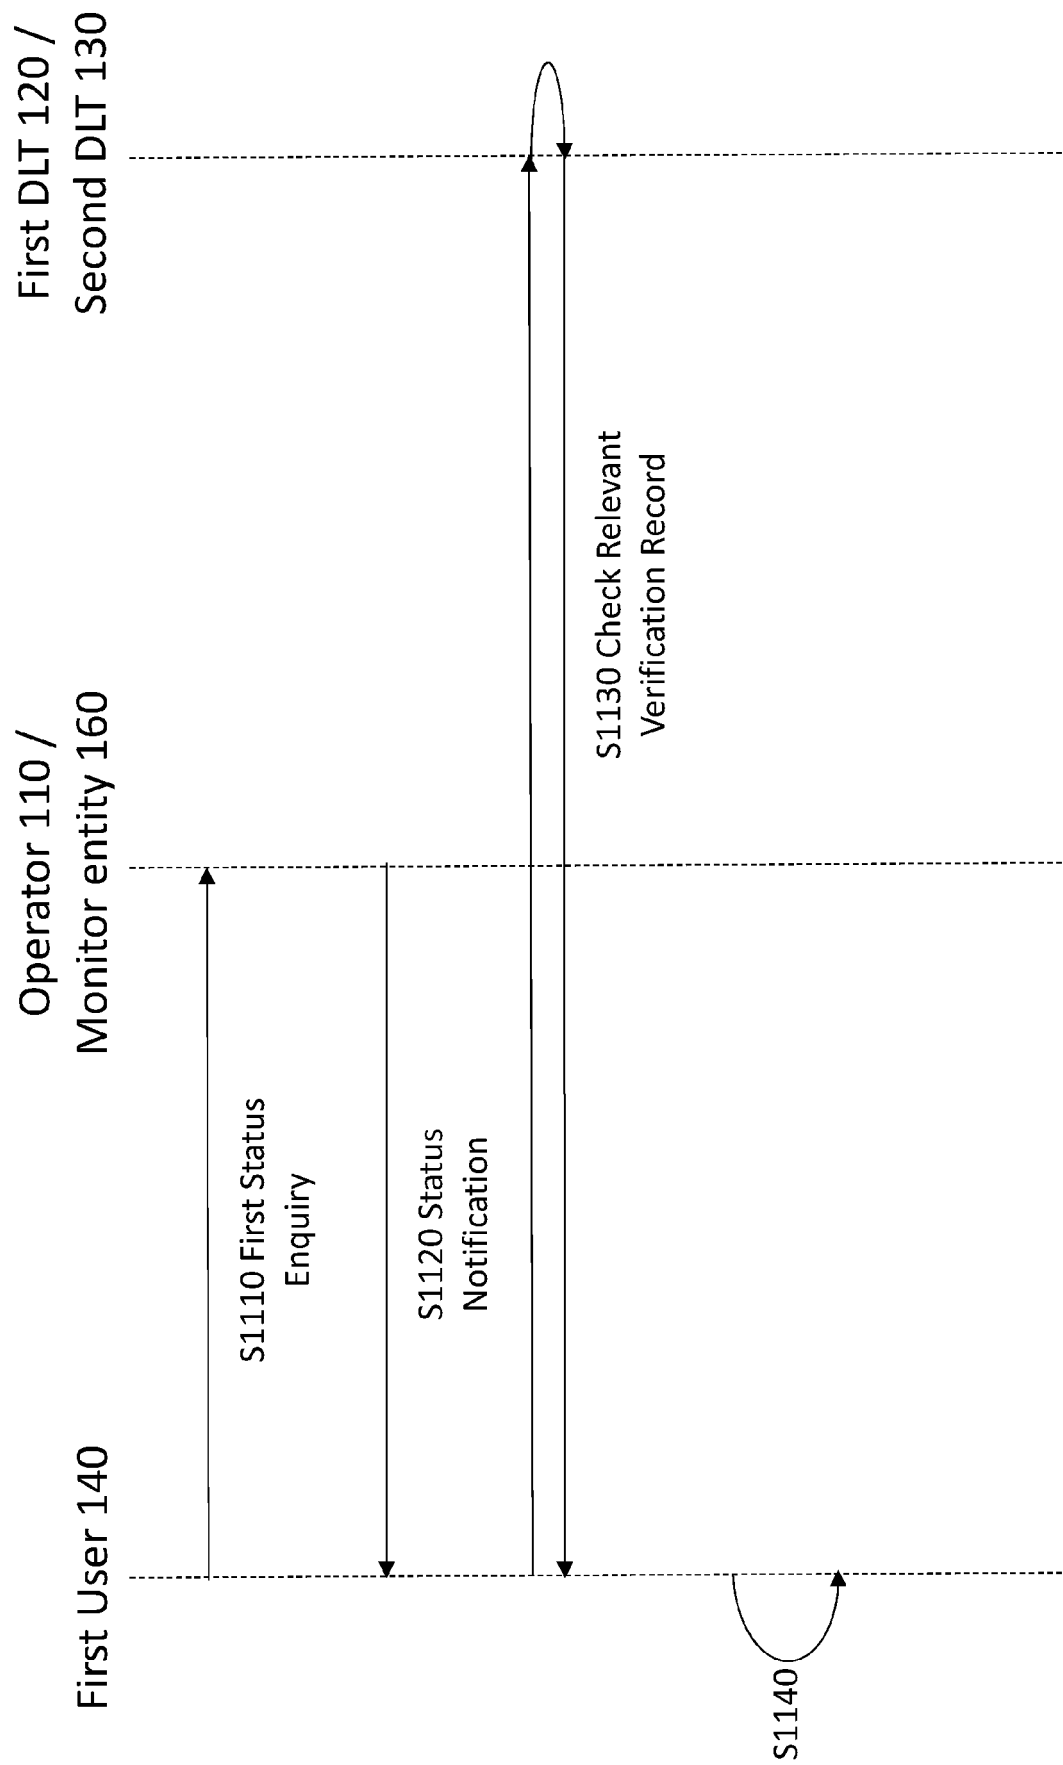 First User 140
Operator 110 /
Monitor entity 160
First DLT 120 /
Second DLT 130
S1110 First Status
Enquiry
S1120 Status
Notification
S1130 Check Relevant
Verification Record
S1140